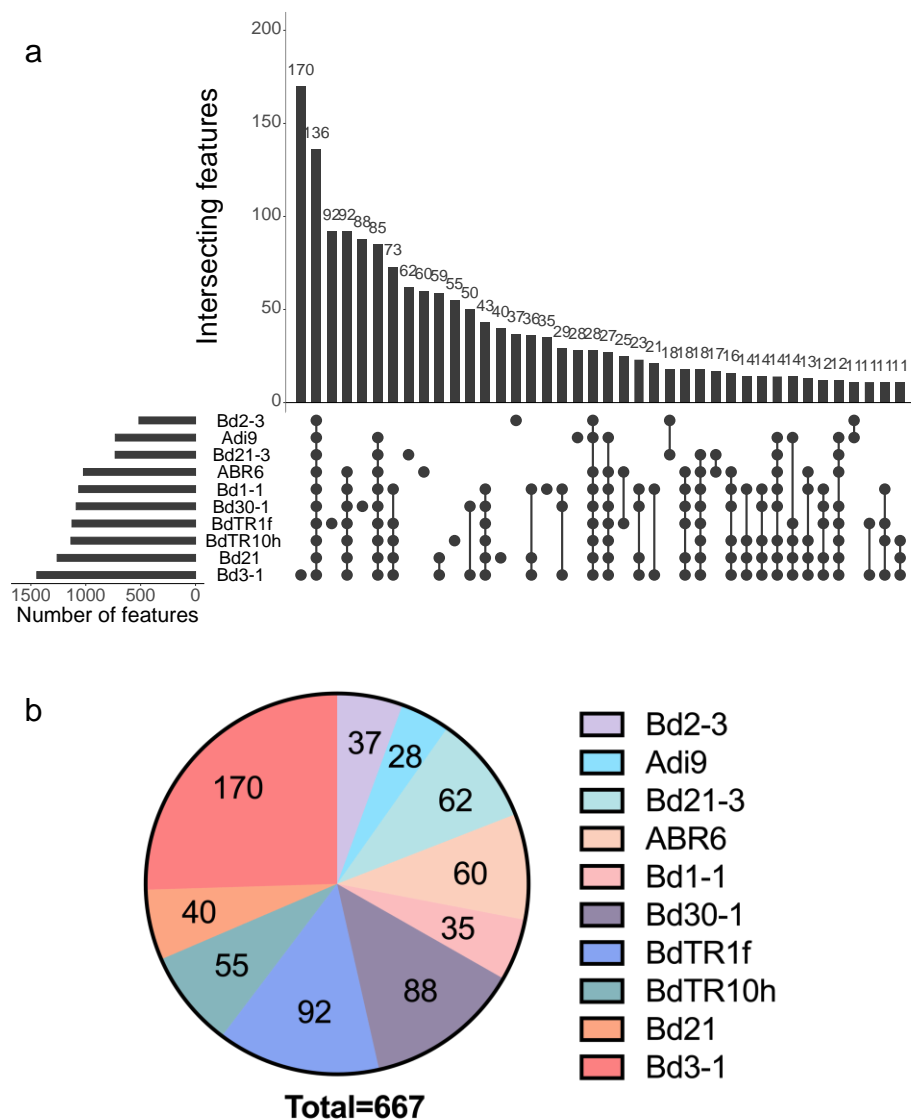 a
Intersecting features
200
150
100
50
0
170
136
92 92 88 85
73
62 60 59 55
50
43 40 37 36 35
29 28 28 27 25 23 21 18 18 18 17 16 14 14 14 14 13 12 12 11 11 11 11
Bd2-3
Adi9
Bd21-3
ABR6
Bd1-1
Bd30-1
BdTR1f
BdTR10h
Bd21
Bd3-1
1500 1000 500 0
Number of features
b
37
28
62
60
35
88
92
55
40
170
Total=667
Bd2-3
Adi9
Bd21-3
ABR6
Bd1-1
Bd30-1
BdTR1f
BdTR10h
Bd21
Bd3-1